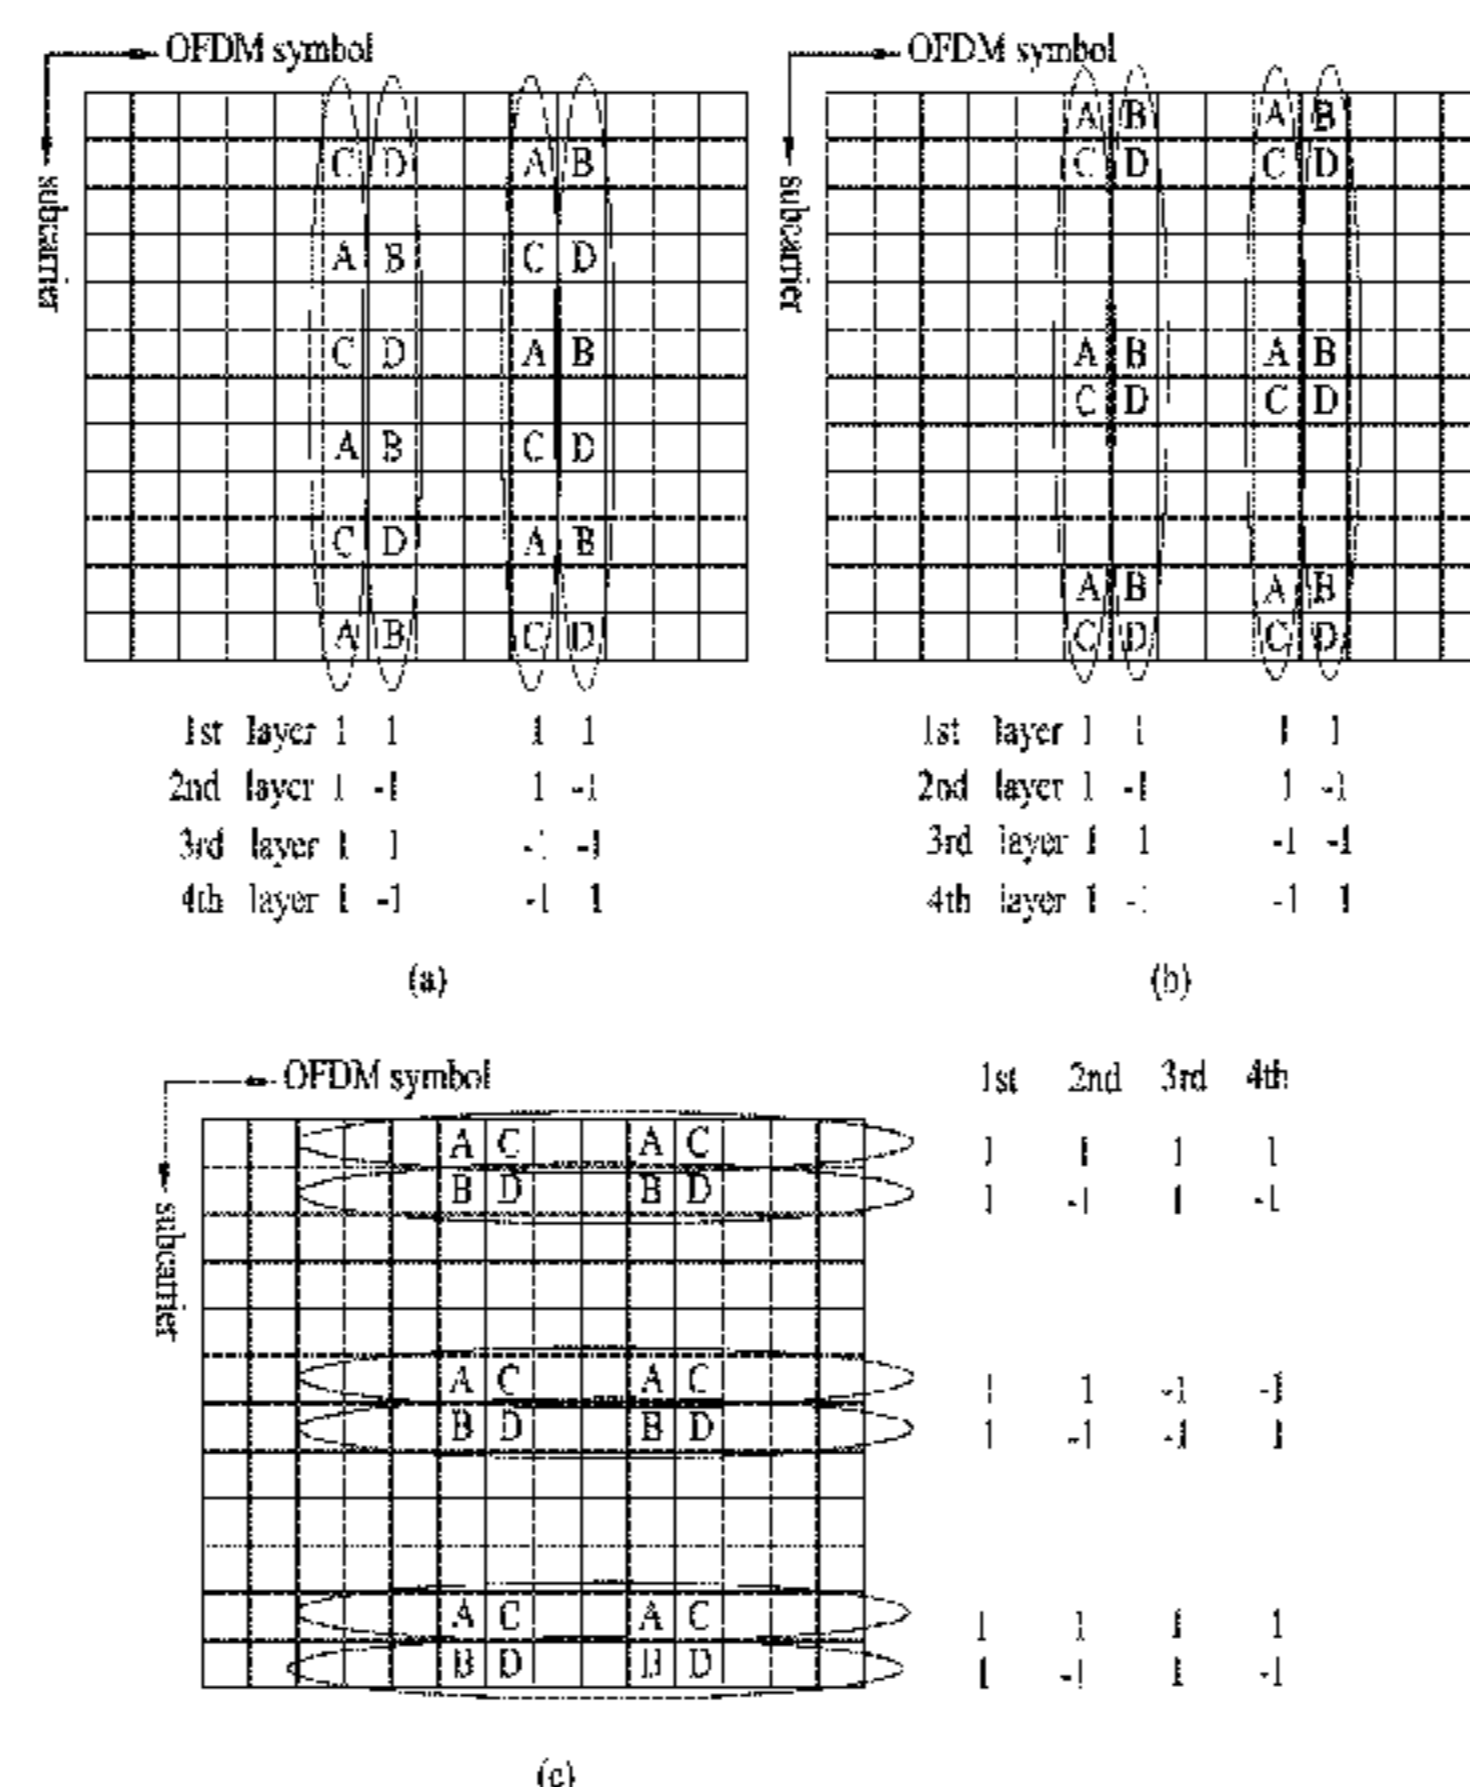 OFDM symbol
subcarrier
C D A B
A B C D
C D A B
A B C D
C D A B
A B C D
1st layer 1 1 1 1
2nd layer 1 -1 1 -1
3rd layer 1 1 -1 -1
4th layer 1 -1 -1 1
(a)
OFDM symbol
subcarrier
A B A B
C D C D
A B A B
C D C D
A B A B
C D C D
1st layer 1 1 1 1
2nd layer 1 -1 1 -1
3rd layer 1 1 -1 -1
4th layer 1 -1 -1 1
(b)
OFDM symbol
subcarrier
1st 2nd 3rd 4th
A C A C 1 1 1 1
B D B D 1 -1 1 -1
A C A C 1 1 -1 -1
B D B D 1 -1 -1 1
A C A C 1 1 1 1
B D B D 1 -1 1 -1
(c)